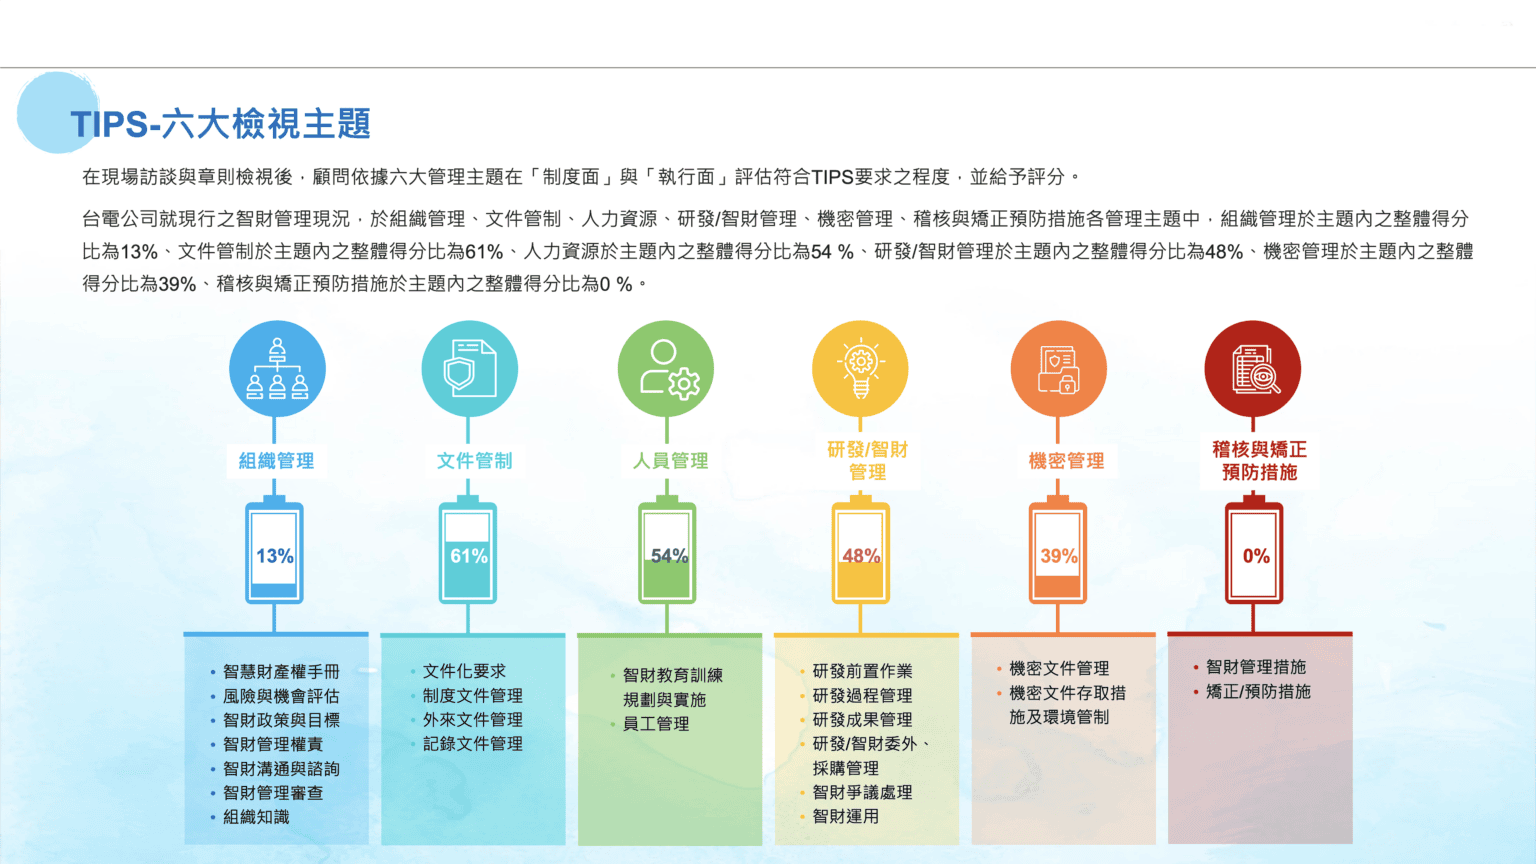 TIPS-六大檢視主題
在現場訪談與章則檢視後，顧問依據六大管理主題在「制度面」與「執行面」評估符合TIPS要求之程度，並給予評分。
台電公司就現行之智財管理現況，於組織管理、文件管制、人力資源、研發/智財管理、機密管理、稽核與矯正預防措施各管理主題中，組織管理於主題內之整體得分
比為13%、文件管制於主題內之整體得分比為61%、人力資源於主題內之整體得分比為54 %、研發/智財管理於主題內之整體得分比為48%、機密管理於主題內之整體
得分比為39%、稽核與矯正預防措施於主題內之整體得分比為0 %。
組織管理
13%
• 智慧財產權手冊
• 風險與機會評估
• 智財政策與目標
• 智財管理權責
• 智財溝通與諮詢
• 智財管理審查
• 組織知識
文件管制
61%
• 文件化要求
• 制度文件管理
• 外來文件管理
• 記錄文件管理
人員管理
54%
• 智財教育訓練
規劃與實施
• 員工管理
研發/智財
管理
48%
• 研發前置作業
• 研發過程管理
• 研發成果管理
• 研發/智財委外、
採購管理
• 智財爭議處理
• 智財運用
機密管理
39%
• 機密文件管理
• 機密文件存取措
施及環境管制
稽核與矯正
預防措施
0%
• 智財管理措施
• 矯正/預防措施